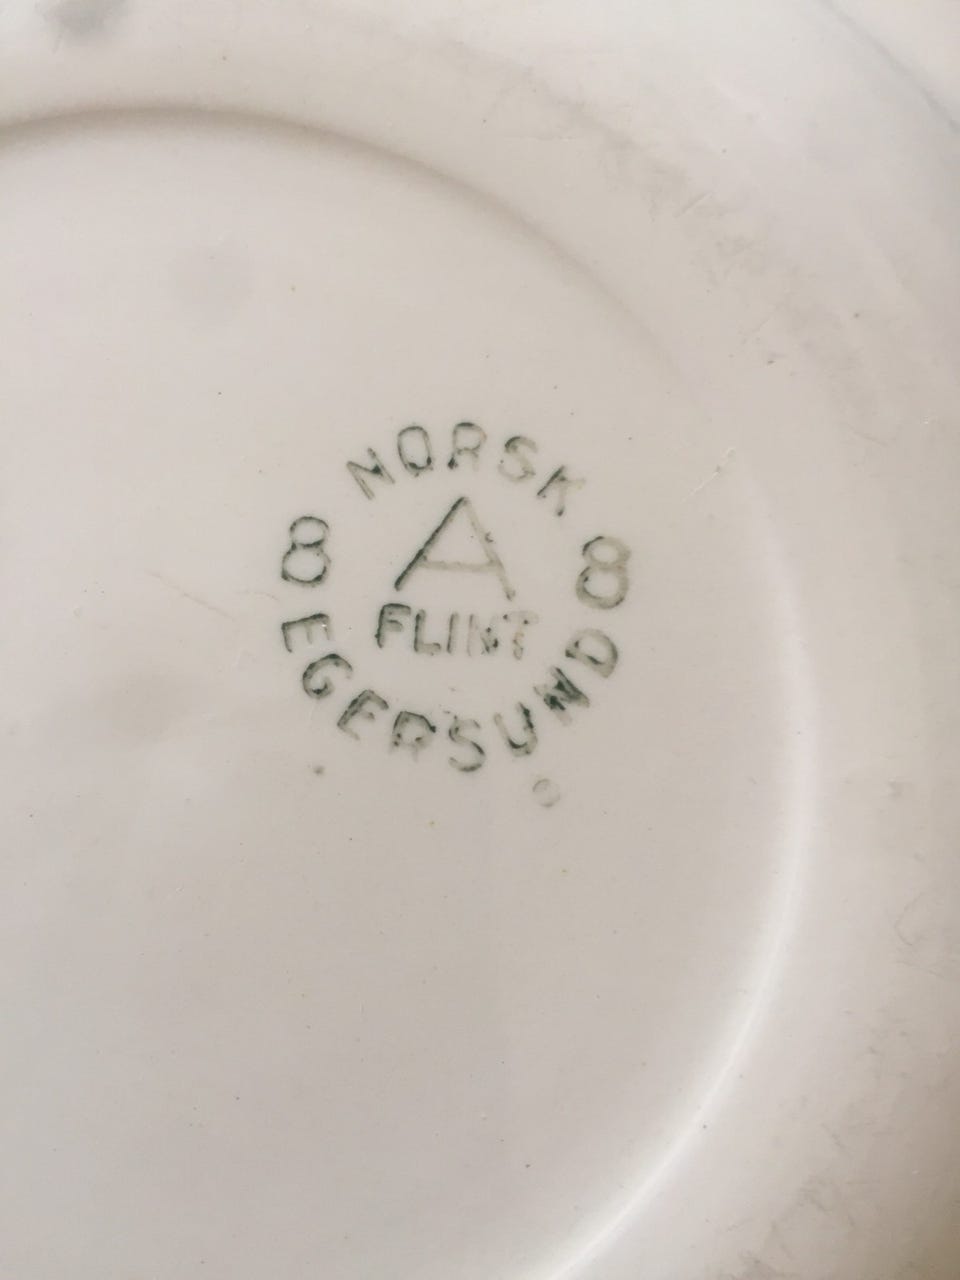 NORSK
8 A 8
FLINT
EGERSUND